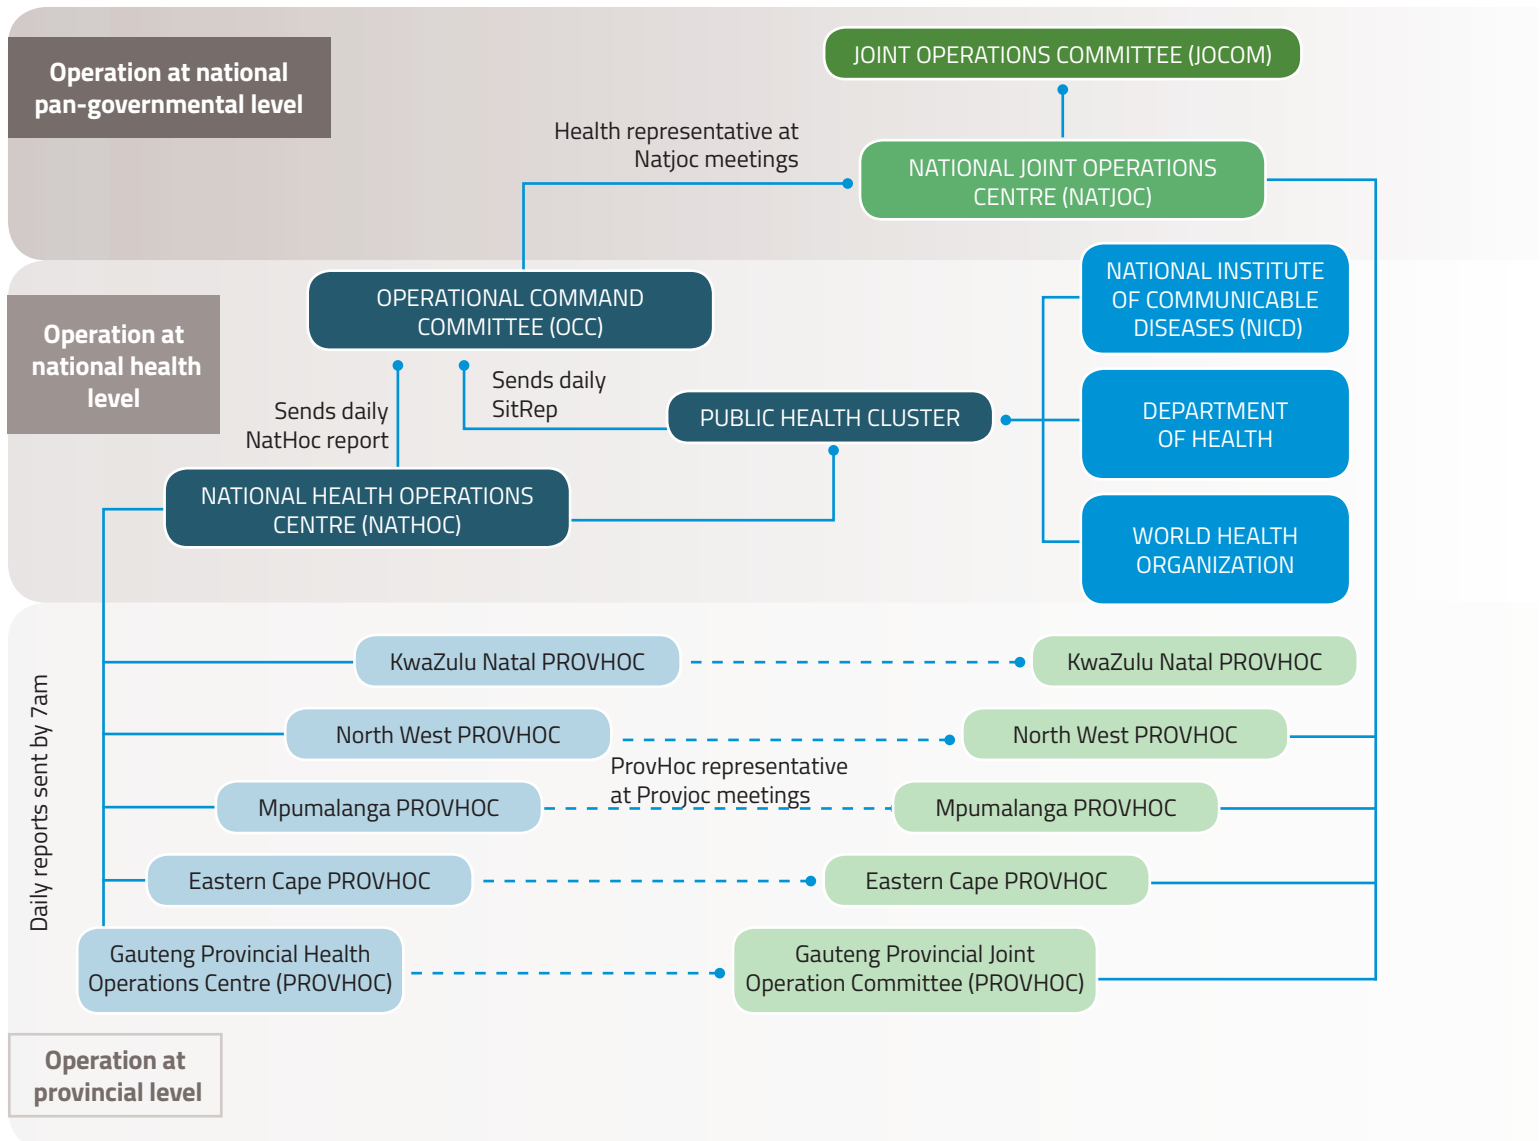 Operation at national
pan-governmental level
JOINT OPERATIONS COMMITTEE (JOCOM)
Health representative at
Natjoc meetings
NATIONAL JOINT OPERATIONS
CENTRE (NATJOC)
Operation at
national health
level
OPERATIONAL COMMAND
COMMITTEE (OCC)
NATIONAL INSTITUTE
OF COMMUNICABLE
DISEASES (NICD)
Sends daily
SitRep
Sends daily
NatHoc report
PUBLIC HEALTH CLUSTER
DEPARTMENT
OF HEALTH
NATIONAL HEALTH OPERATIONS
CENTRE (NATHOC)
WORLD HEALTH
ORGANIZATION
Daily reports sent by 7am
KwaZulu Natal PROVHOC
KwaZulu Natal PROVHOC
North West PROVHOC
North West PROVHOC
ProvHoc representative
at Provjoc meetings
Mpumalanga PROVHOC
Mpumalanga PROVHOC
Eastern Cape PROVHOC
Eastern Cape PROVHOC
Gauteng Provincial Health
Operations Centre (PROVHOC)
Gauteng Provincial Joint
Operation Committee (PROVHOC)
Operation at
provincial level